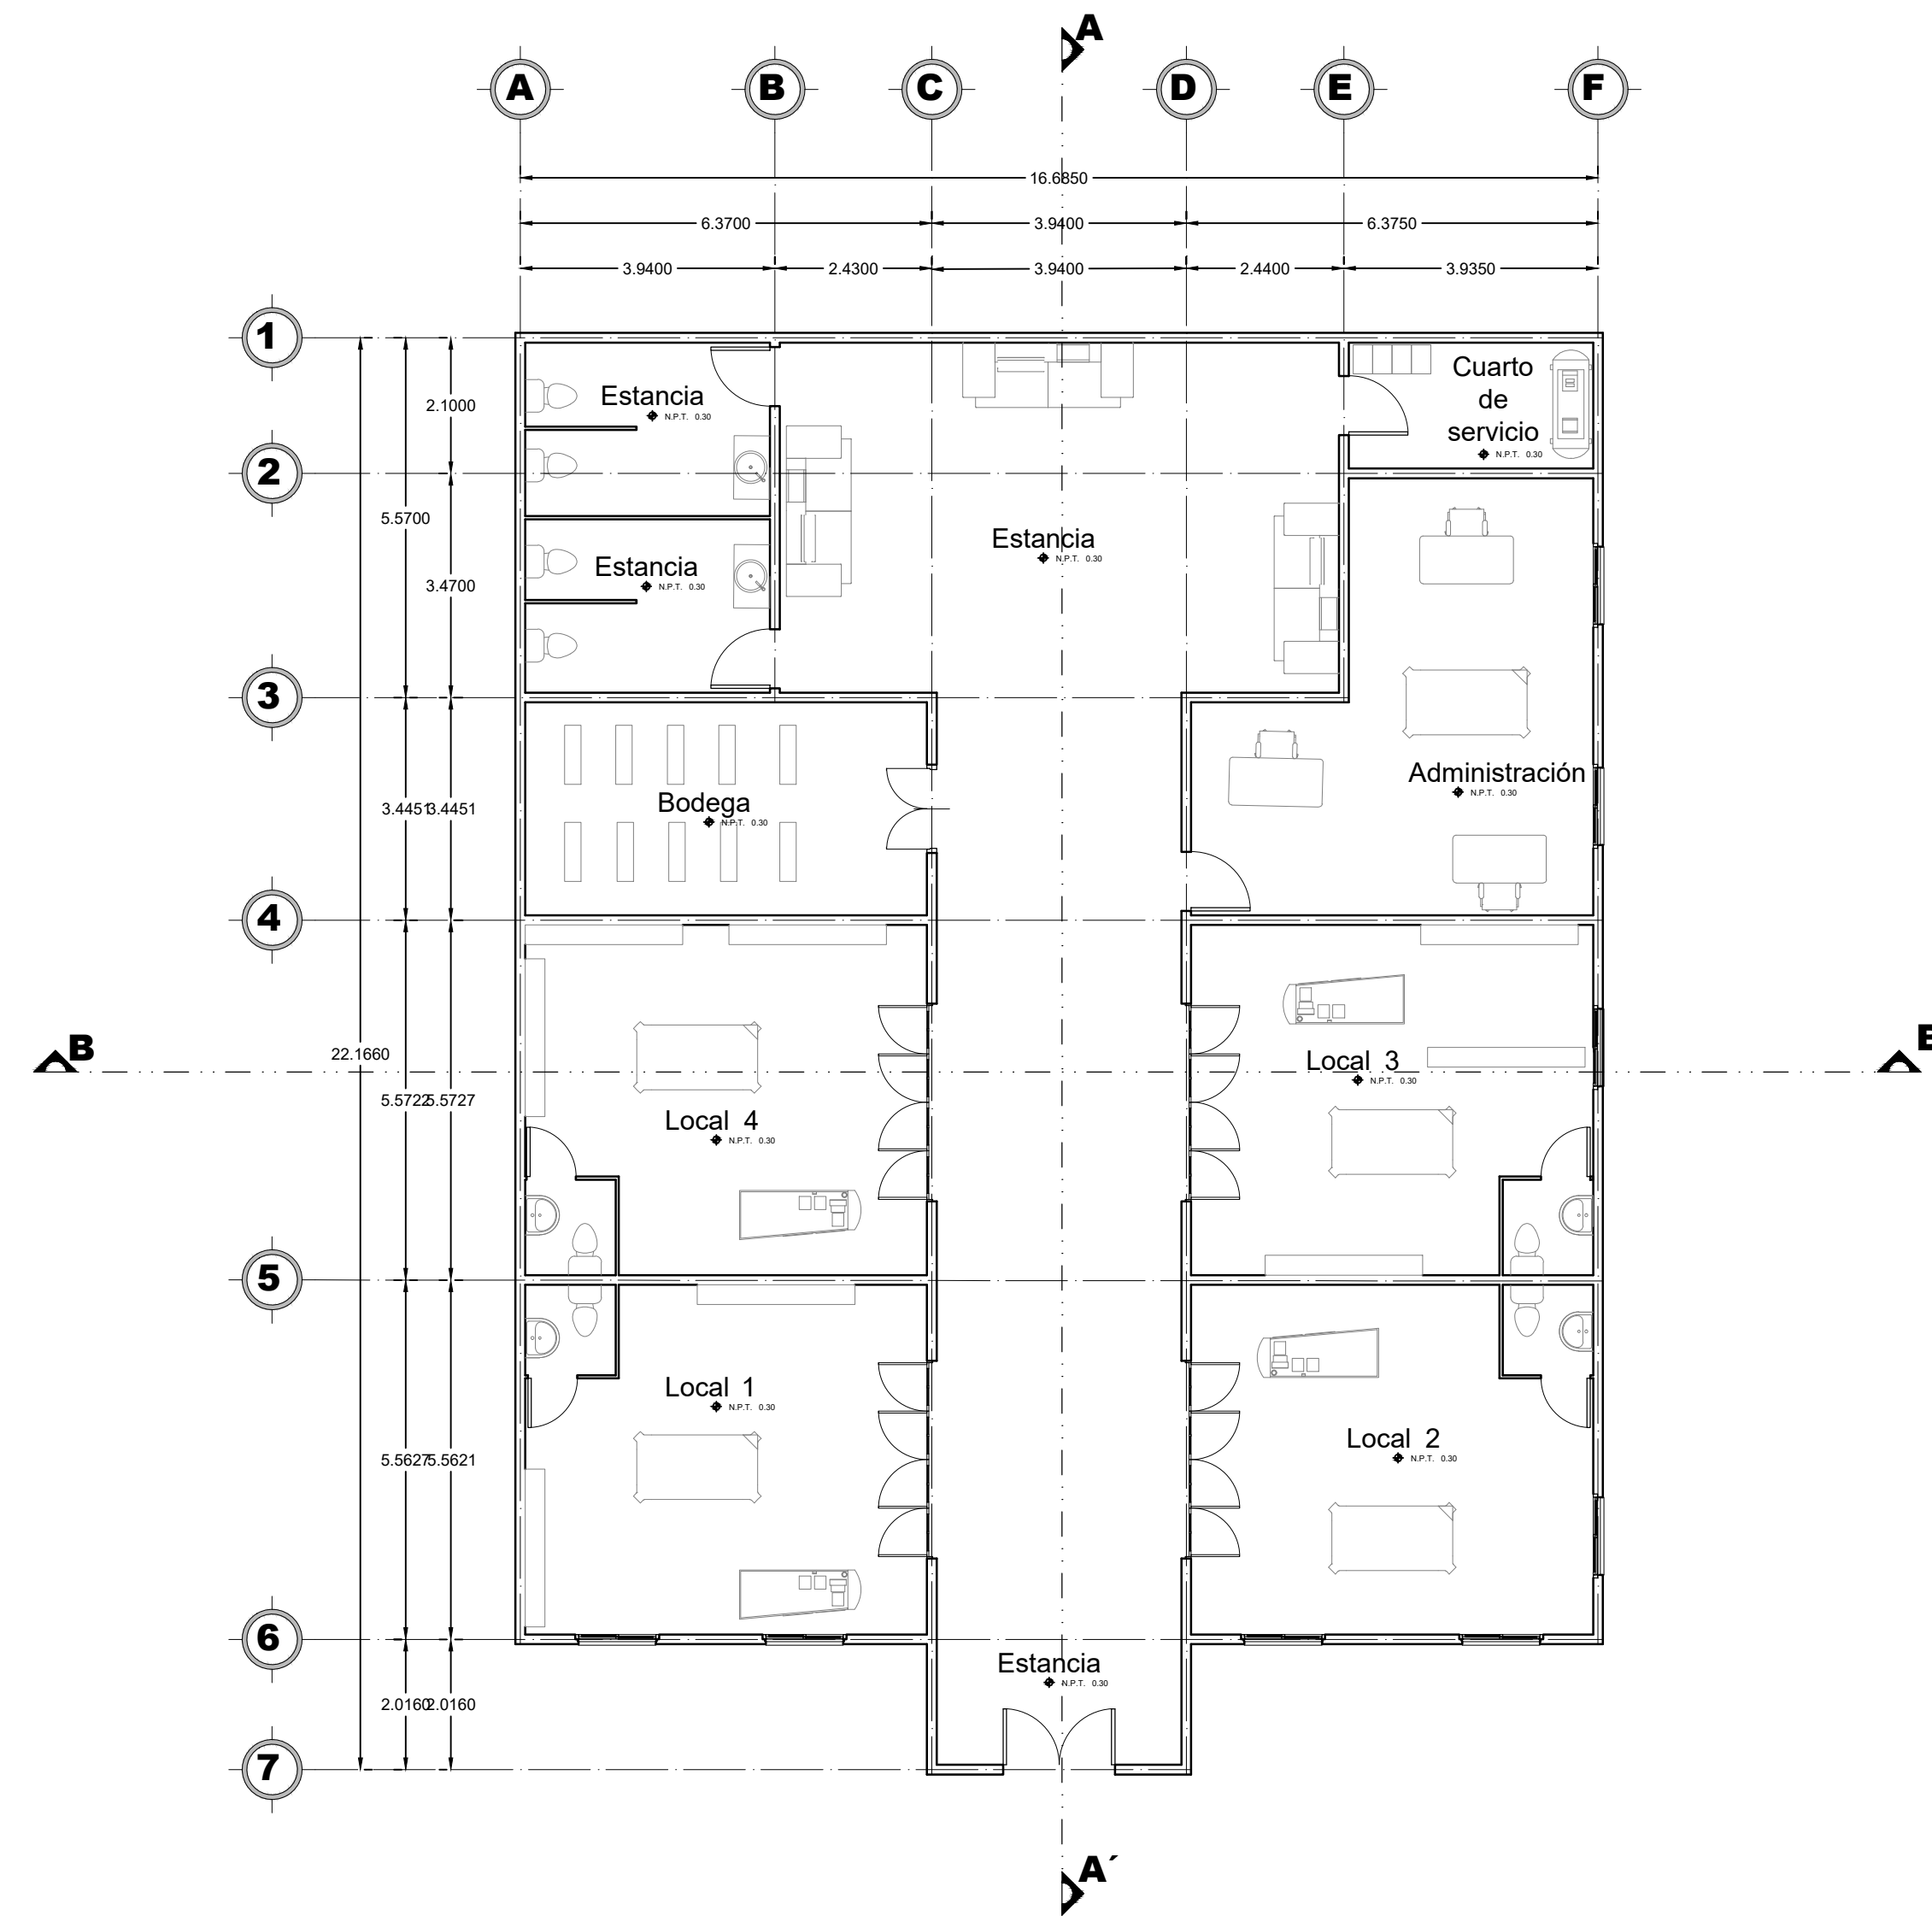 A
A B C D E F
16.6850
6.3700 3.9400 6.3750
3.9400 2.4300 3.9400 2.4400 3.9350
1
2.1000
Estancia
N.P.T. 0.30
Cuarto
de
servicio
N.P.T. 0.30
2
5.5700
Estancia
N.P.T. 0.30
Estancia
N.P.T. 0.30
3.4700
3
Administración
N.P.T. 0.30
3.4451 3.4451
Bodega
N.P.T. 0.30
4
B
22.1660
Local 3
N.P.T. 0.30
5.5722 5.5727
Local 4
N.P.T. 0.30
5
Local 1
N.P.T. 0.30
Local 2
N.P.T. 0.30
5.5627 5.5621
6
Estancia
N.P.T. 0.30
2.0160 2.0160
7
A´